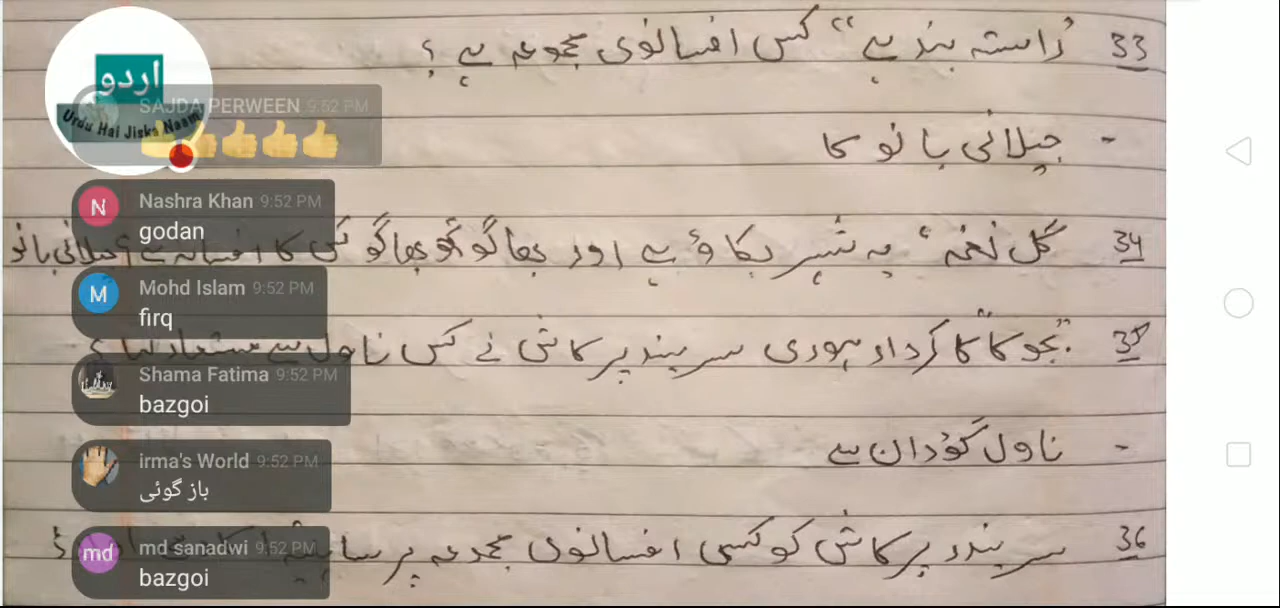 33 "راستہ بند ہے" کس افسانوی مجموعہ ہے ؟
- جیلانی بانو کا
34 گل نغمہ ' یہ شہر بکاؤ ہے اور بھاگو بھاگو کس کا افسانہ ہے ؟ جیلانی بانو
35 "بجوکا" کا کردار ہوری سریندر پرکاش نے کس ناول سے مستعار لیا ؟
- ناول گؤدان سے
36 سریندر پرکاش کو کسی افسانوں مجموعہ پر ساہتیہ ؟
اردو
Urdu Hai Jiska Naam
SAJDA PERWEEN 9:52 PM
👍👍👍👍👍
N
Nashra Khan 9:52 PM
godan
M
Mohd Islam 9:52 PM
firq
Shama Fatima 9:52 PM
bazgoi
irma's World 9:52 PM
باز گوئی
md
md sanadwi 9:52 PM
bazgoi